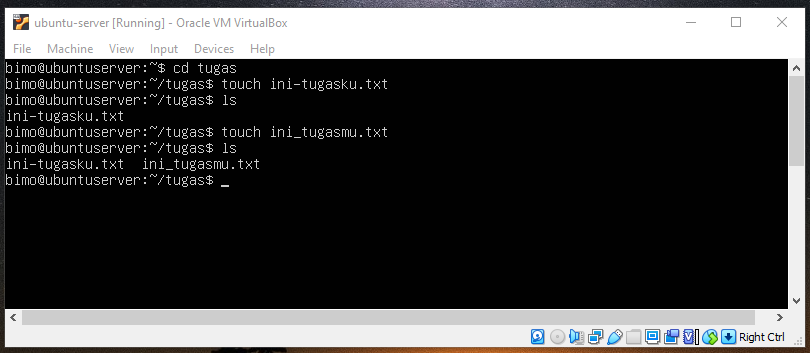 ubuntu-server [Running] - Oracle VM VirtualBox
File Machine View Input Devices Help
bimo@ubuntuserver:~$ cd tugas
bimo@ubuntuserver:~/tugas$ touch ini-tugasku.txt
bimo@ubuntuserver:~/tugas$ ls
ini-tugasku.txt
bimo@ubuntuserver:~/tugas$ touch ini_tugasmu.txt
bimo@ubuntuserver:~/tugas$ ls
ini-tugasku.txt  ini_tugasmu.txt
bimo@ubuntuserver:~/tugas$ _
Right Ctrl